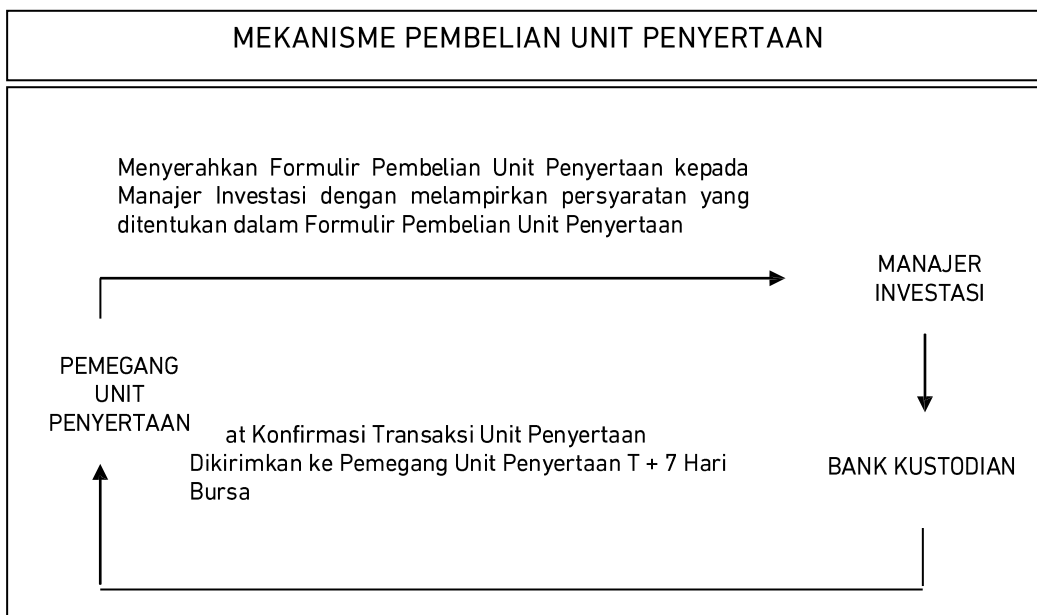 MEKANISME PEMBELIAN UNIT PENYERTAAN
Menyerahkan Formulir Pembelian Unit Penyertaan kepada
Manajer Investasi dengan melampirkan persyaratan yang
ditentukan dalam Formulir Pembelian Unit Penyertaan
MANAJER
INVESTASI
PEMEGANG
UNIT
PENYERTAAN
at Konfirmasi Transaksi Unit Penyertaan
Dikirimkan ke Pemegang Unit Penyertaan T + 7 Hari
Bursa
BANK KUSTODIAN